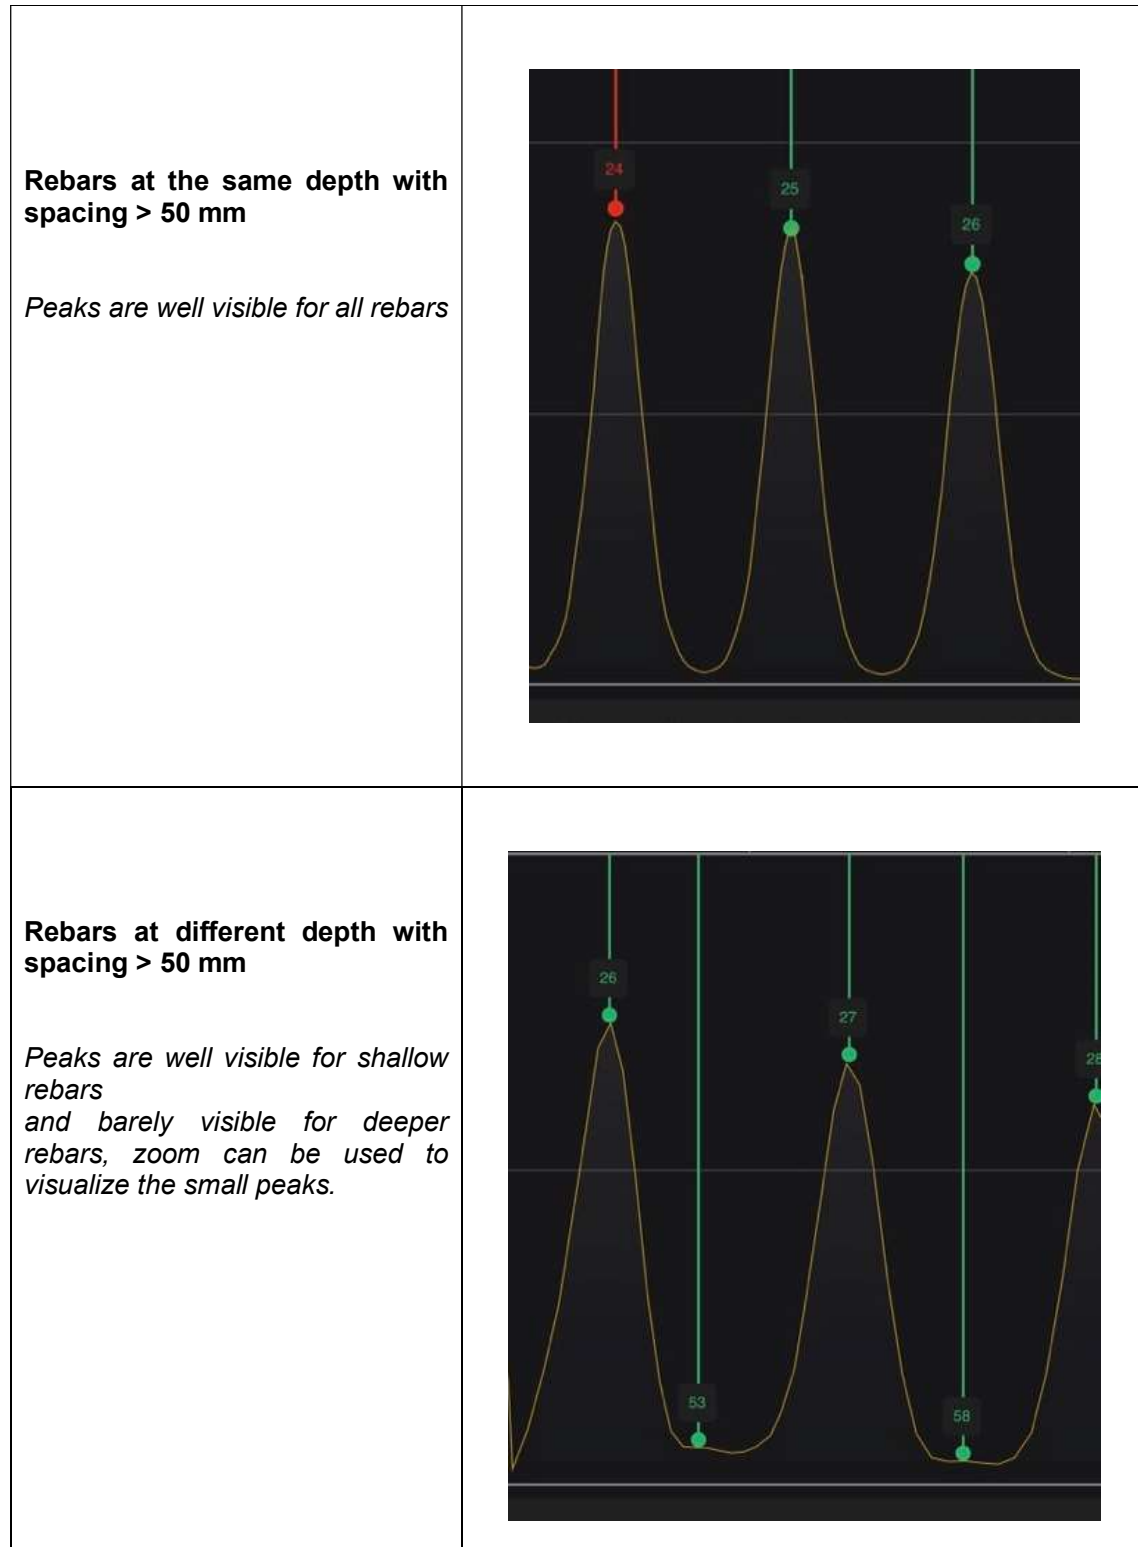 Rebars at the same depth with
spacing > 50 mm
Peaks are well visible for all rebars
24
25
26
Rebars at different depth with
spacing > 50 mm
Peaks are well visible for shallow
rebars
and barely visible for deeper
rebars, zoom can be used to
visualize the small peaks.
26
27
28
53
58